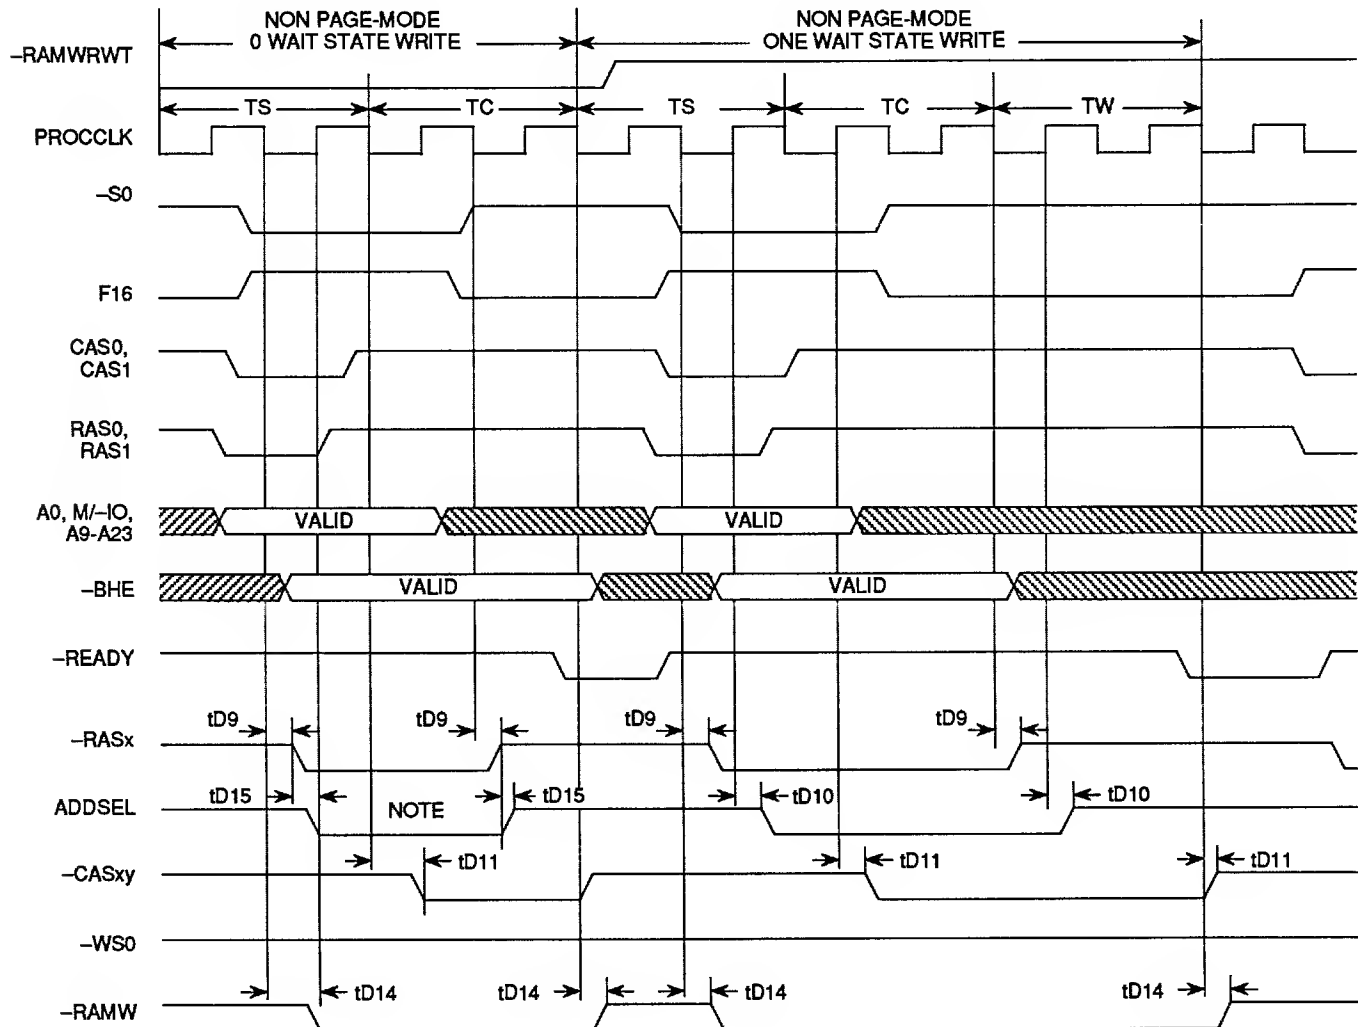 NON PAGE-MODE
0 WAIT STATE WRITE
NON PAGE-MODE
ONE WAIT STATE WRITE
–RAMWRWT
TS
TC
TS
TC
TW
PROCCLK
–S0
F16
CAS0,
CAS1
RAS0,
RAS1
A0, M/–IO,
A9-A23
VALID
VALID
–BHE
VALID
VALID
–READY
tD9
tD9
tD9
tD9
–RASx
ADDSEL
tD15
NOTE
tD15
tD10
tD10
–CASxy
tD11
tD11
tD11
–WS0
tD14
tD14
tD14
tD14
–RAMW